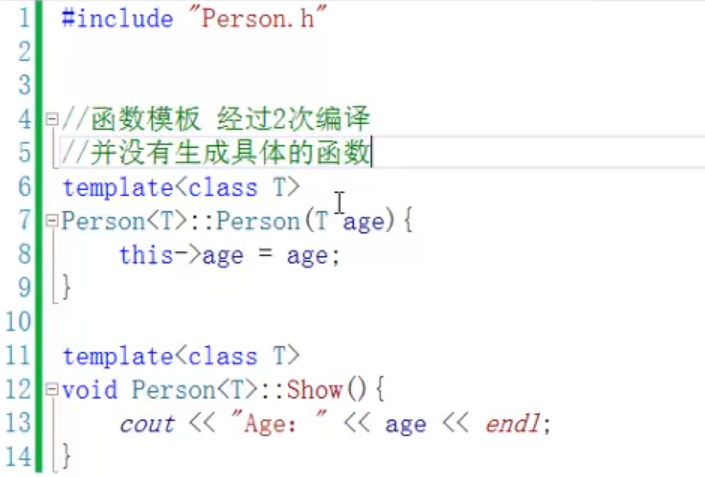 1 #include "Person.h"
2
3
4 //函数模板 经过2次编译
5 //并没有生成具体的函数
6 template<class T>
7 Person<T>::Person(T age){
8 this->age = age;
9 }
10
11 template<class T>
12 void Person<T>::Show(){
13 cout << "Age: " << age << endl;
14 }